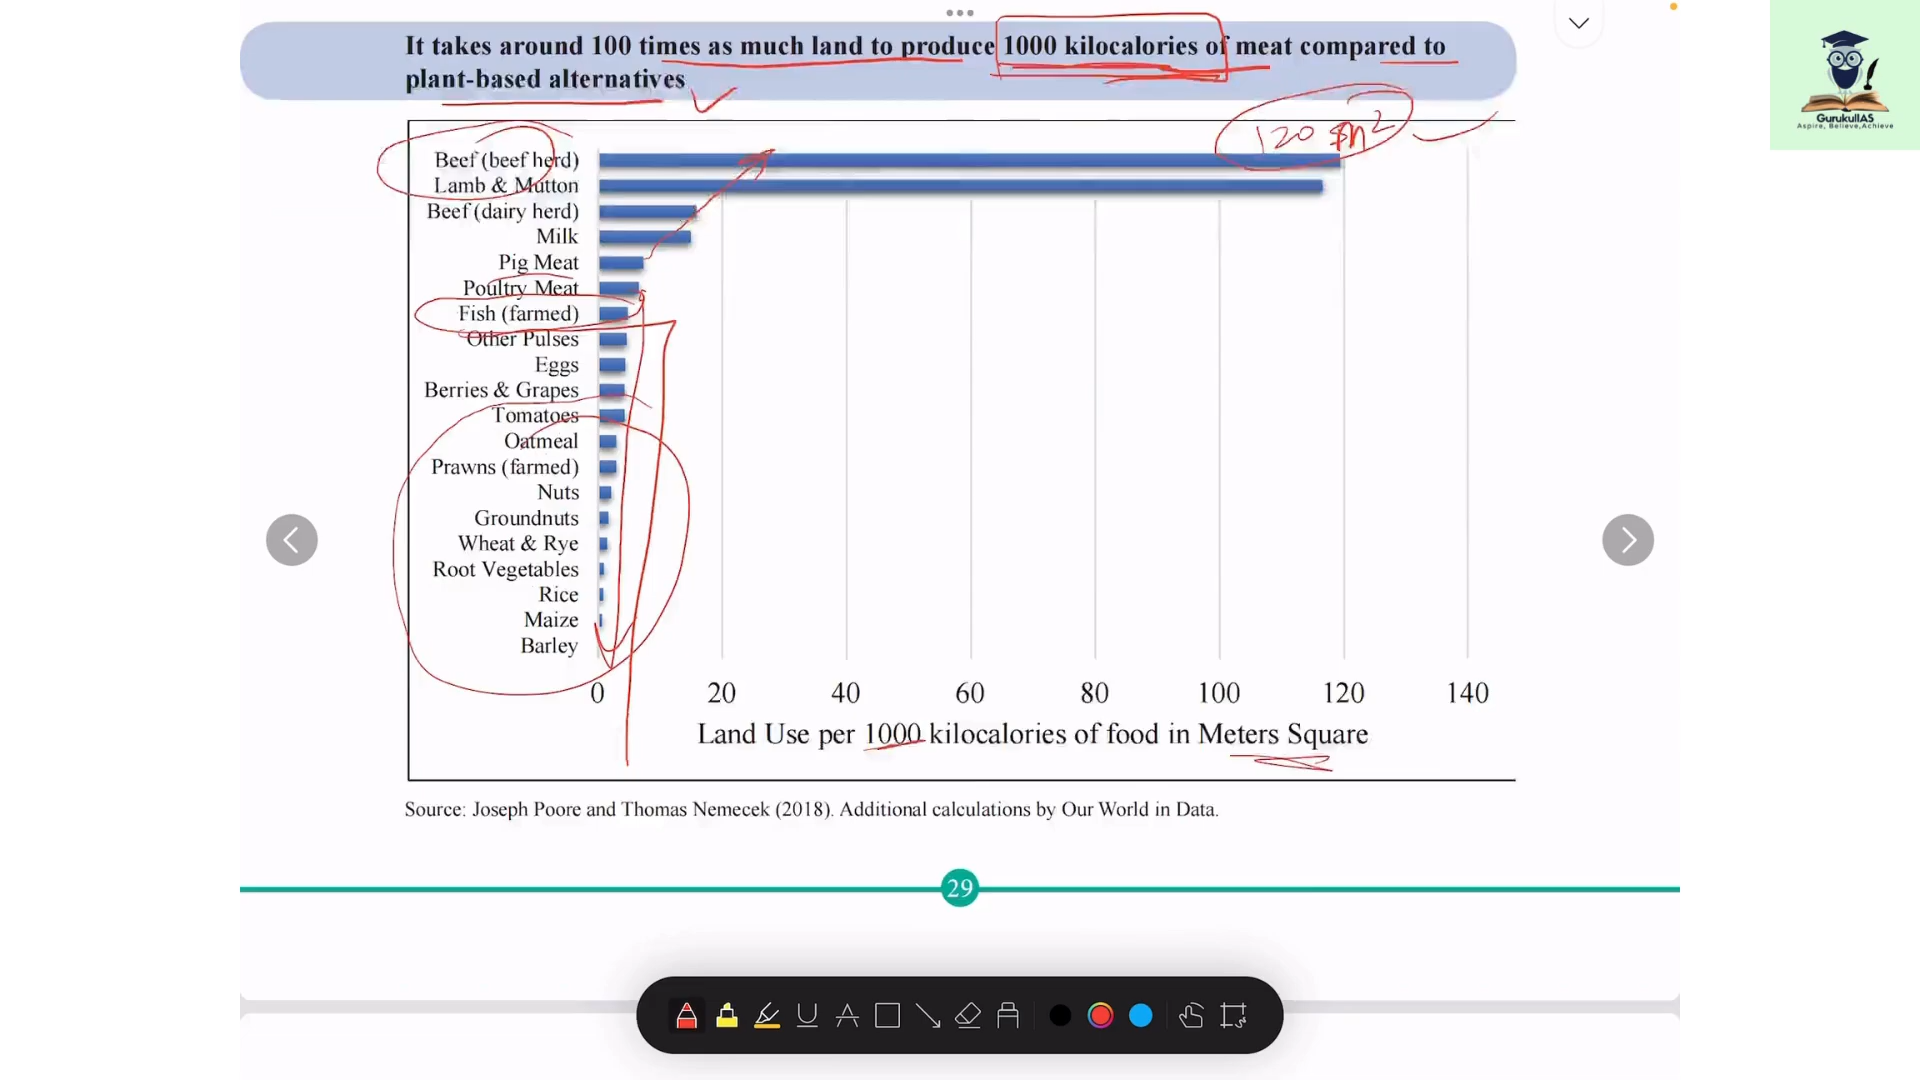 It takes around 100 times as much land to produce 1000 kilocalories of meat compared to
plant-based alternatives
GurukulIAS
Aspire, Believe,Achieve
120 m²
Beef (beef herd)
Lamb & Mutton
Beef (dairy herd)
Milk
Pig Meat
Poultry Meat
Fish (farmed)
Other Pulses
Eggs
Berries & Grapes
Tomatoes
Oatmeal
Prawns (farmed)
Nuts
Groundnuts
Wheat & Rye
Root Vegetables
Rice
Maize
Barley
0 20 40 60 80 100 120 140
Land Use per 1000 kilocalories of food in Meters Square
Source: Joseph Poore and Thomas Nemecek (2018). Additional calculations by Our World in Data.
29